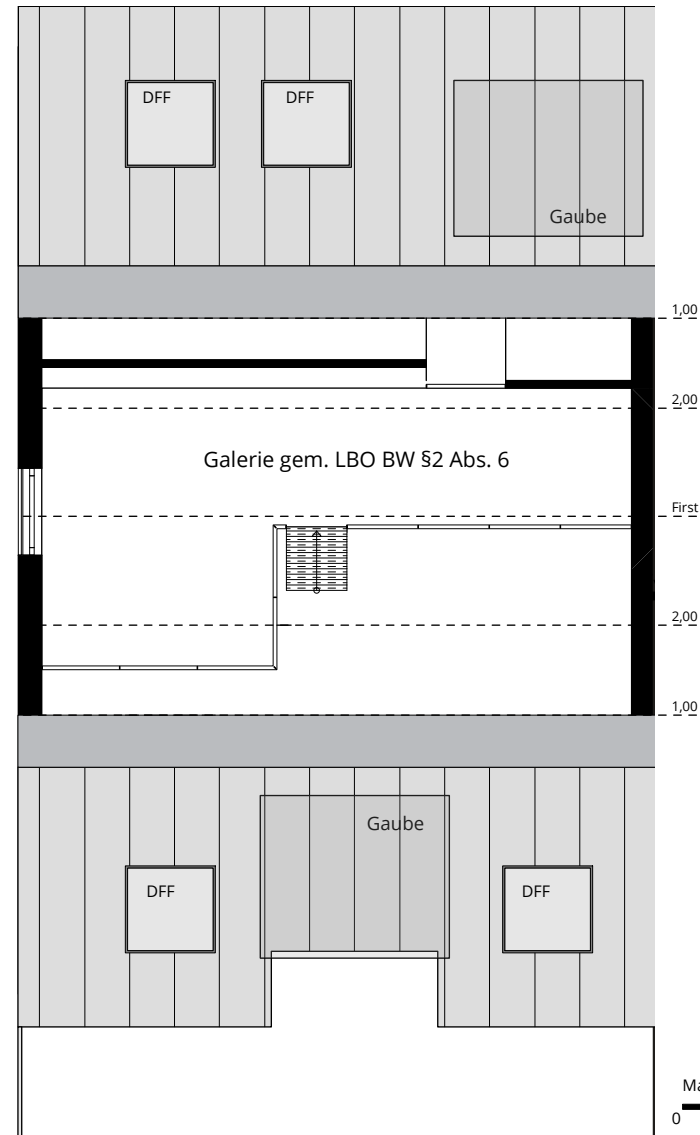 DFF
DFF
Gaube
1,00
2,00
Galerie gem. LBO BW §2 Abs. 6
First
2,00
1,00
Gaube
DFF
DFF
0